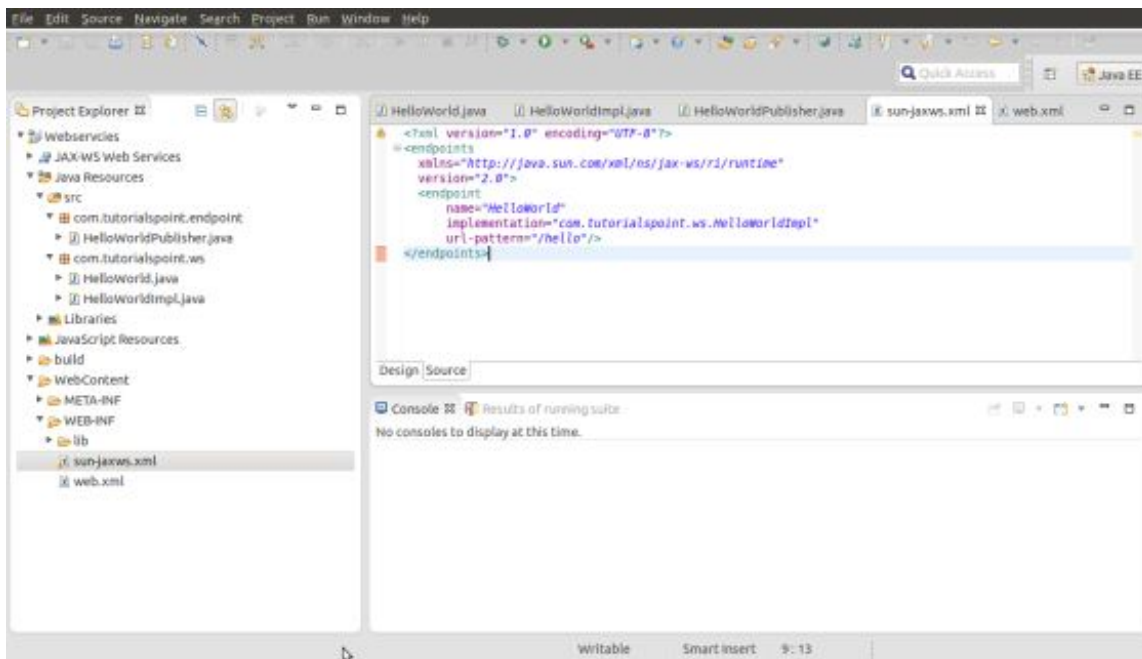 File Edit Source Navigate Search Project Run Window Help
Quick Access
Java EE
Project Explorer
Webservcies
JAX-WS Web Services
Java Resources
src
com.tutorialspoint.endpoint
HelloWorldPublisher.java
com.tutorialspoint.ws
HelloWorld.java
HelloWorldImpl.java
Libraries
JavaScript Resources
build
WebContent
META-INF
WEB-INF
lib
sun-jaxws.xml
web.xml
HelloWorld.java HelloWorldImpl.java HelloWorldPublisher.java sun-jaxws.xml web.xml
<?xml version="1.0" encoding="UTF-8"?>
<endpoints
xmlns="http://java.sun.com/xml/ns/jax-ws/ri/runtime"
version="2.0">
<endpoint
name="HelloWorld"
implementation="com.tutorialspoint.ws.HelloWorldImpl"
url-pattern="/hello"/>
</endpoints>
Design Source
Console Results of running suite
No consoles to display at this time.
Writable Smart Insert 9:13